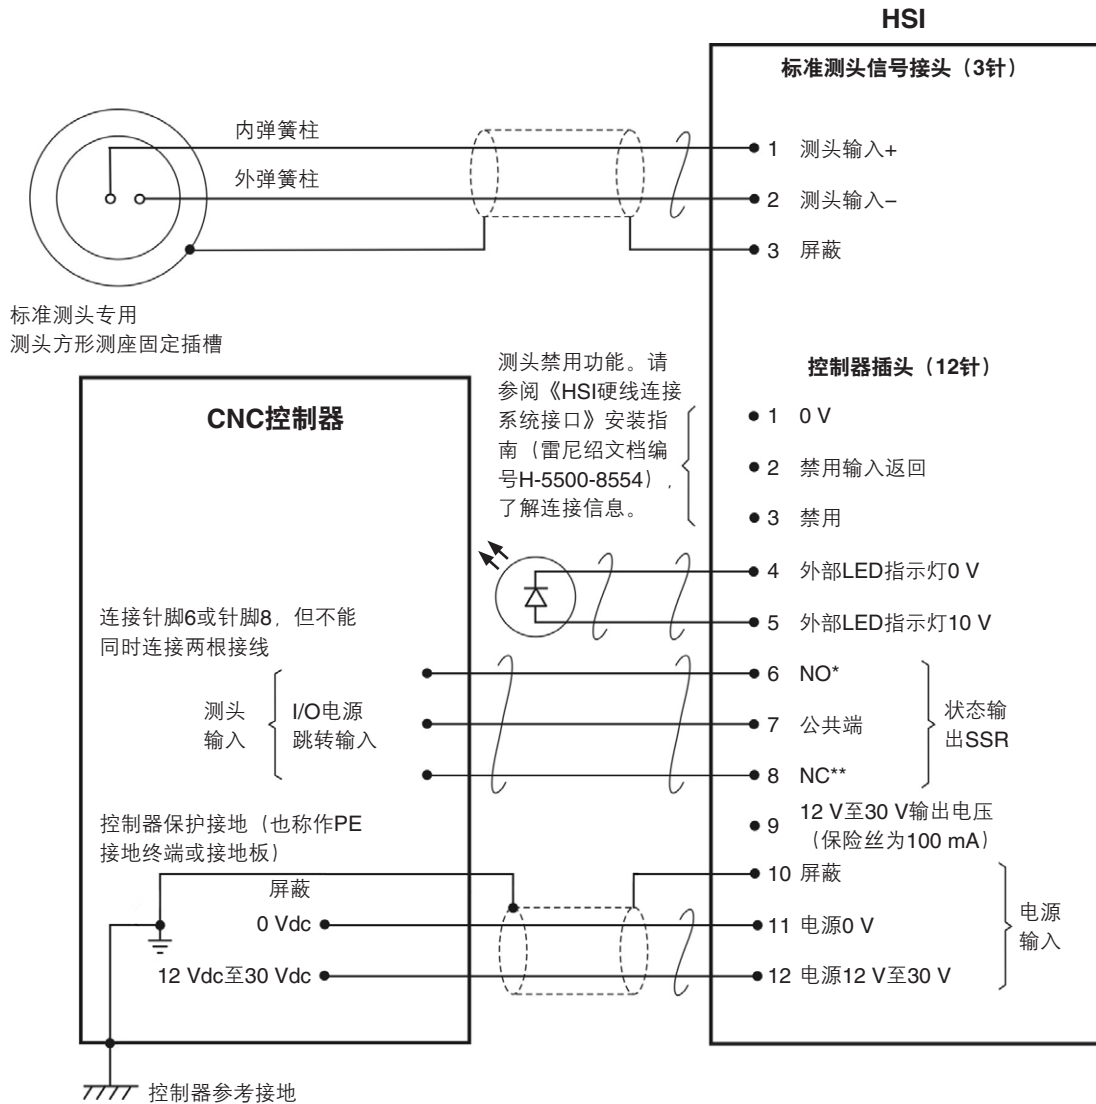 HSI
标准测头信号接头（3针）
内弹簧柱
外弹簧柱
1 测头输入+
2 测头输入–
3 屏蔽
标准测头专用
测头方形测座固定插槽
测头禁用功能。请
参阅《HSI硬线连接
系统接口》安装指
南（雷尼绍文档编
号H-5500-8554），
了解连接信息。
控制器插头（12针）
CNC控制器
1 0 V
2 禁用输入返回
3 禁用
4 外部LED指示灯0 V
5 外部LED指示灯10 V
连接针脚6或针脚8，但不能
同时连接两根接线
6 NO*
7 公共端
8 NC**
状态输
出SSR
测头
输入
I/O电源
跳转输入
9 12 V至30 V输出电压
（保险丝为100 mA）
控制器保护接地（也称作PE
接地终端或接地板）
屏蔽
0 Vdc
12 Vdc至30 Vdc
10 屏蔽
11 电源0 V
12 电源12 V至30 V
电源
输入
控制器参考接地